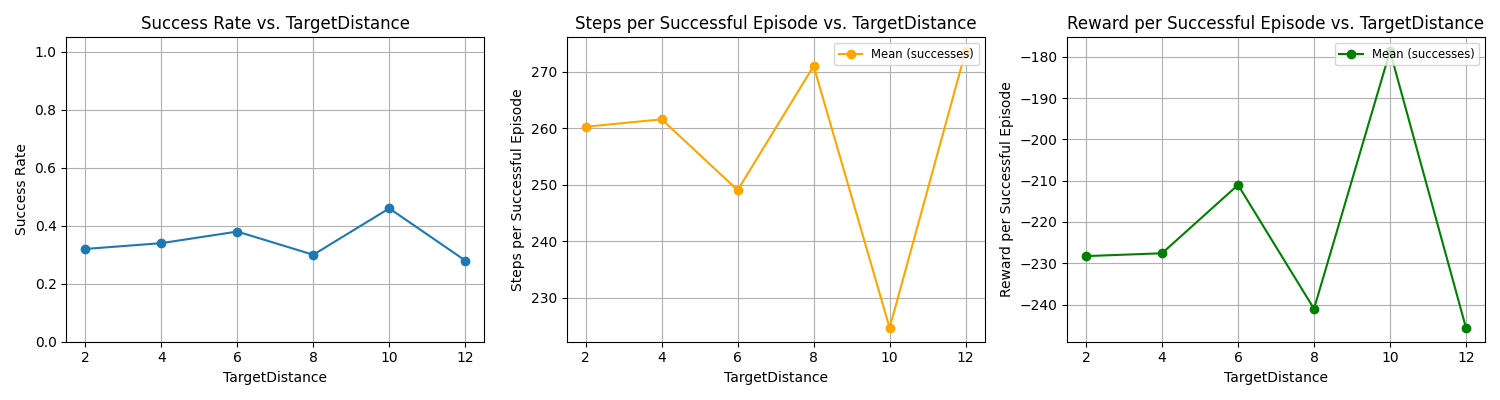 Success Rate vs. TargetDistance
1.0
0.8
0.6
0.4
0.2
0.0
Success Rate
2 4 6 8 10 12
TargetDistance
Steps per Successful Episode vs. TargetDistance
Mean (successes)
270
260
250
240
230
Steps per Successful Episode
2 4 6 8 10 12
TargetDistance
Reward per Successful Episode vs. TargetDistance
Mean (successes)
−180
−190
−200
−210
−220
−230
−240
Reward per Successful Episode
2 4 6 8 10 12
TargetDistance